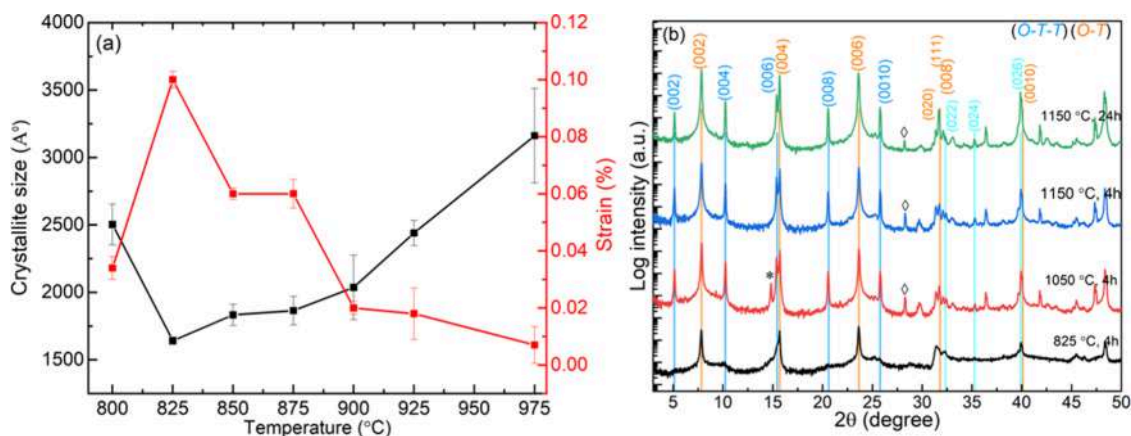 (a)
4000
3500
3000
2500
2000
1500
Crystallite size (A°)
800 825 850 875 900 925 950 975
Temperature (°C)
0.12
0.10
0.08
0.06
0.04
0.02
0.00
Strain (%)
(b)
(O-T-T) (O-T)
(002)
(002)
(004)
(006)
(004)
(008)
(006)
(0010)
(020)
(111)
(008)
(022)
(024)
(026)
(0010)
1150 °C, 24h
◊
1150 °C, 4h
◊
1050 °C, 4h
*
◊
825 °C, 4h
Log intensity (a.u.)
5 10 15 20 25 30 35 40 45 50
2θ (degree)